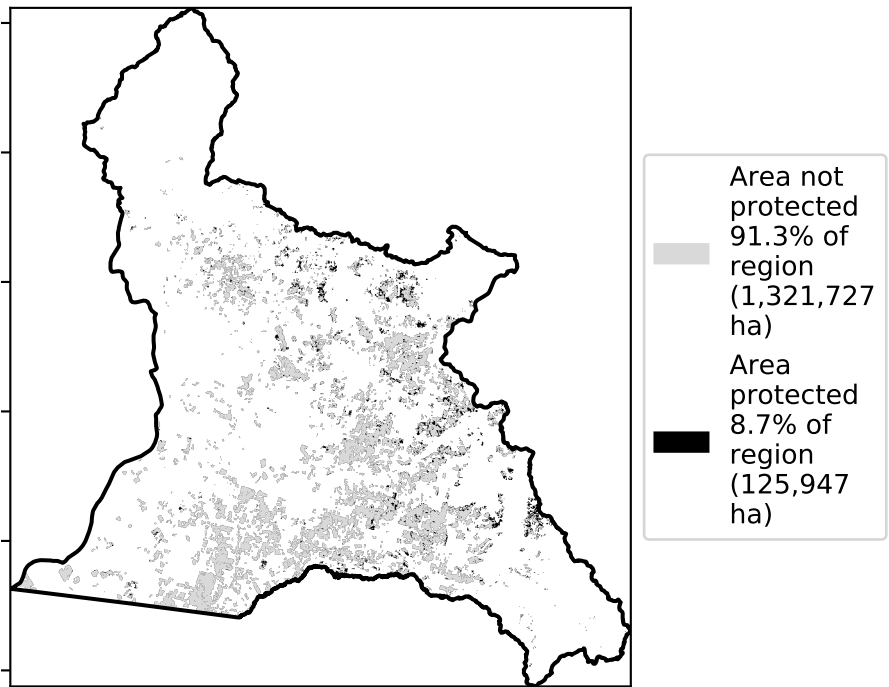 Area not
protected
91.3% of
region
(1,321,727
ha)
Area
protected
8.7% of
region
(125,947
ha)